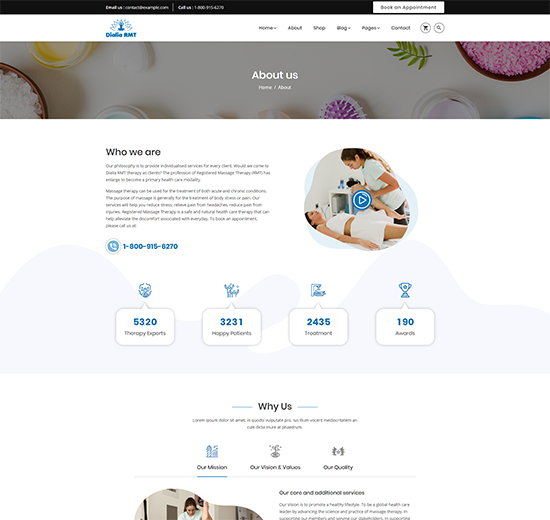 Email us : contact@example.com
Call us : 1-800-915-6270
Book an Appointment
Dialia RMT
Home
About
Shop
Blog
Pages
Contact
About us
Home / About
Who we are
Our philosophy is to provide individualised services for every client. Would we come to
Dialia RMT therapy as clients? The profession of Registered Massage Therapy (RMT) has
enlarge to become a primary health care modality.
Massage therapy can be used for the treatment of both acute and chronic conditions.
The purpose of massage is generally for the treatment of body stress or pain. Our
services will help you reduce stress, relieve pain from headaches, reduce pain from
injuries. Registered Massage Therapy is a safe and natural health care therapy that can
help alleviate the discomfort associated with everyday. To book an appointment,
please call us at:
1-800-915-6270
5320
Therapy Experts
3231
Happy Patients
2435
Treatment
190
Awards
Why Us
Lorem ipsum dolor sit amet, in quodsy vulputate pro. Ius illum vocent mediocritatem an
cule dicta iriure at phaedrum.
Our Mission
Our Vision & Values
Our Quality
Our core and additional services
Our Vision is to promote a healthy lifestyle. To be a global health care
leader by advancing the science and practice of massage therapy. In
supporting our members and serving our stakeholders. In supporting